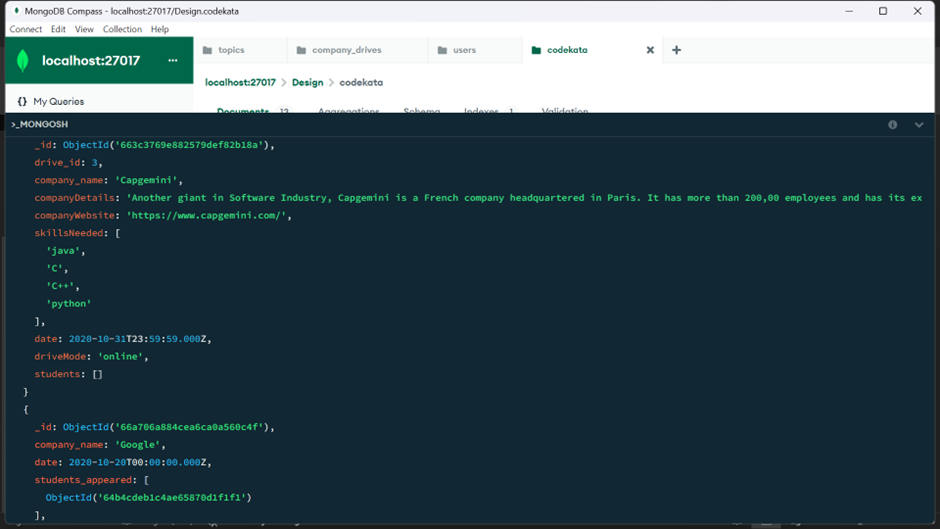 MongoDB Compass - localhost:27017/Design.codekata
Connect Edit View Collection Help
localhost:27017 ...
topics company_drives users codekata
localhost:27017 > Design > codekata
{} My Queries
Documents 13 Aggregations Schema Indexes 1 Validation
>_MONGOSH
_id: ObjectId('663c3769e882579def82b18a'),
drive_id: 3,
company_name: 'Capgemini',
companyDetails: 'Another giant in Software Industry, Capgemini is a French company headquartered in Paris. It has more than 200,00 employees and has its ex
companyWebsite: 'https://www.capgemini.com/',
skillsNeeded: [
'java',
'C',
'C++',
'python'
],
date: 2020-10-31T23:59:59.000Z,
driveMode: 'online',
students: []
}
{
_id: ObjectId('66a706a884cea6ca0a560c4f'),
company_name: 'Google',
date: 2020-10-20T00:00:00.000Z,
students_appeared: [
ObjectId('64b4cdeb1c4ae65870d1f1f1')
],